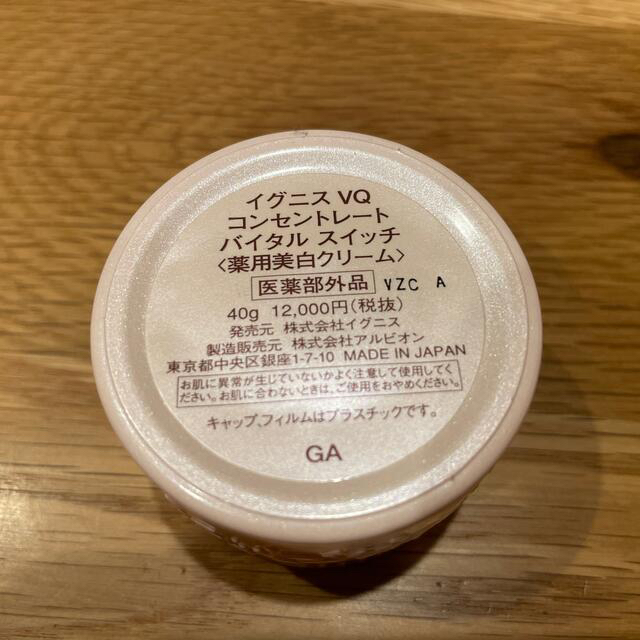 イグニス VQ
コンセントレート
バイタル スイッチ
〈薬用美白クリーム〉
医薬部外品 VZC A
40g 12,000円(税抜)
発売元 株式会社イグニス
製造販売元 株式会社アルビオン
東京都中央区銀座1-7-10 MADE IN JAPAN
お肌に異常が生じていないかよく注意して使用してく
ださい。お肌に合わないときは、ご使用をおやめください。
キャップ、フィルムはプラスチックです。
GA